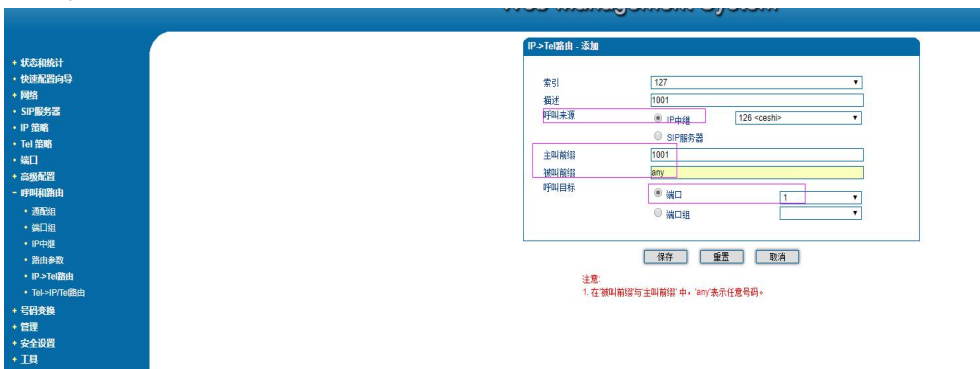 Web Management System
+ 状态和统计
• 快速配置向导
+ 网络
• SIP服务器
• IP 策略
• Tel 策略
• 端口
+ 高级配置
- 呼叫和路由
• 通配组
• 端口组
• IP中继
• 路由参数
• IP->Tel路由
• Tel->IP/Tel路由
+ 号码变换
+ 管理
+ 安全设置
+ 工具
IP->Tel路由 - 添加
索引 127
描述 1001
呼叫来源 IP中继 126 <ceshi>
SIP服务器
主叫前缀 1001
被叫前缀 any
呼叫目标 端口 1
端口组
保存 重置 取消
注意:
1. 在'被叫前缀'与'主叫前缀' 中，'any'表示任意号码。